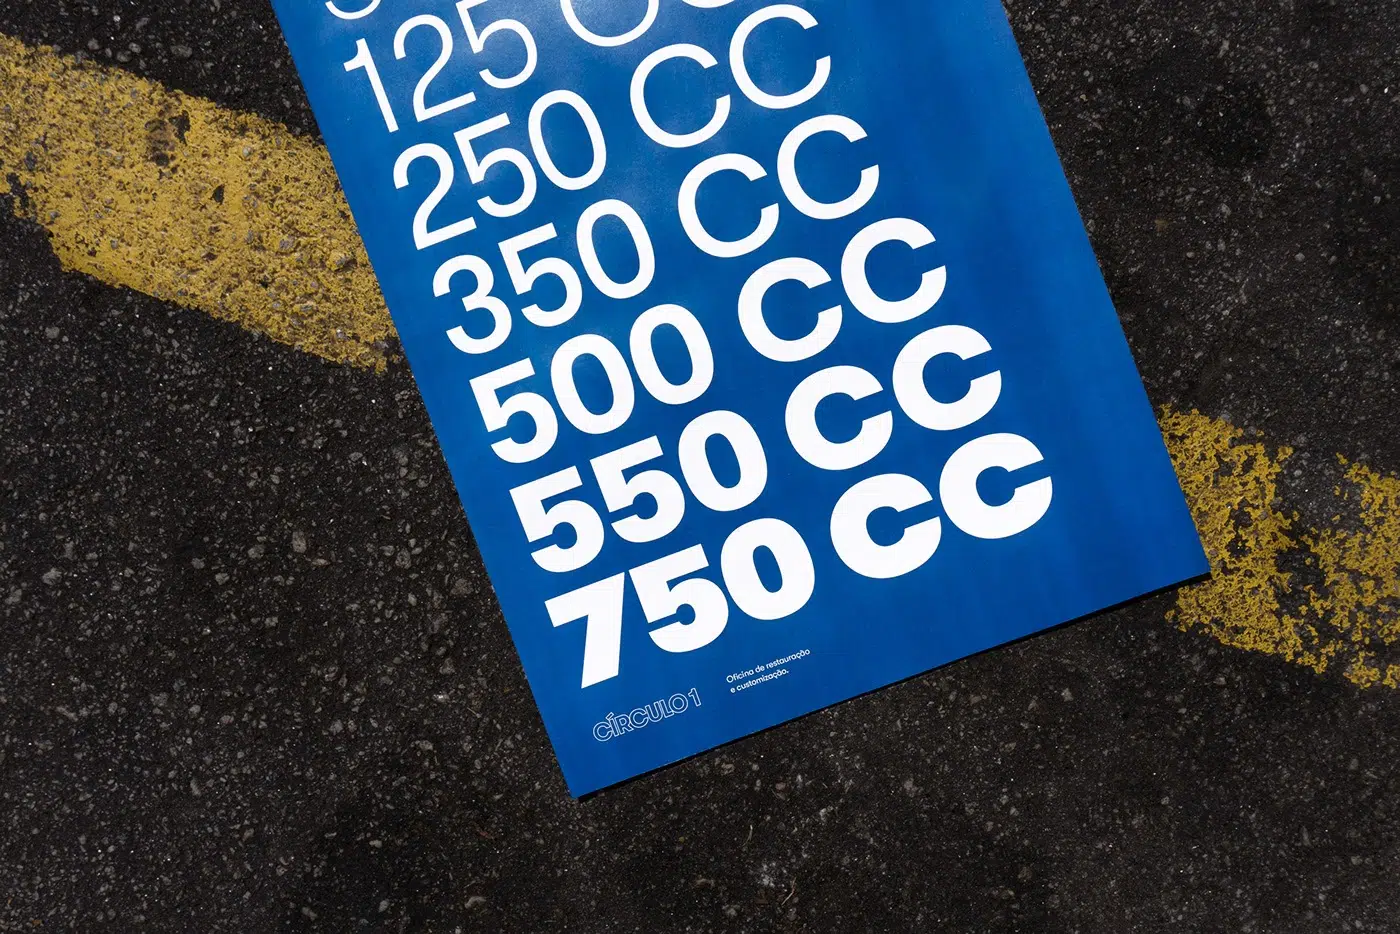 125 CC
250 CC
350 CC
500 CC
550 CC
750 CC
CÍRCULO 1
Oficina de restauração
e customização.